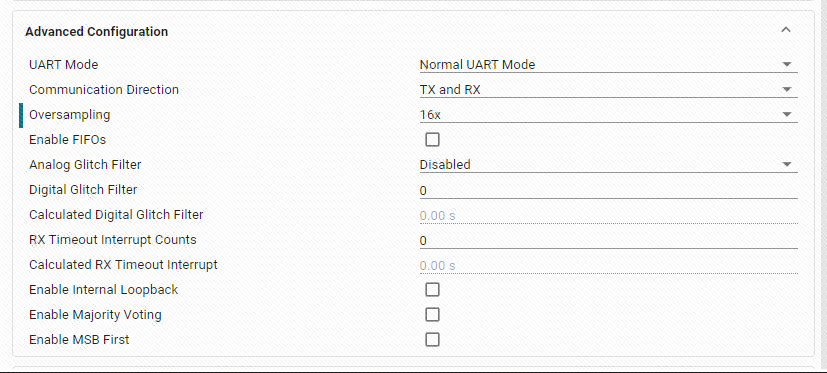 Advanced Configuration
UART Mode Normal UART Mode
Communication Direction TX and RX
Oversampling 16x
Enable FIFOs
Analog Glitch Filter Disabled
Digital Glitch Filter 0
Calculated Digital Glitch Filter 0.00 s
RX Timeout Interrupt Counts 0
Calculated RX Timeout Interrupt 0.00 s
Enable Internal Loopback
Enable Majority Voting
Enable MSB First